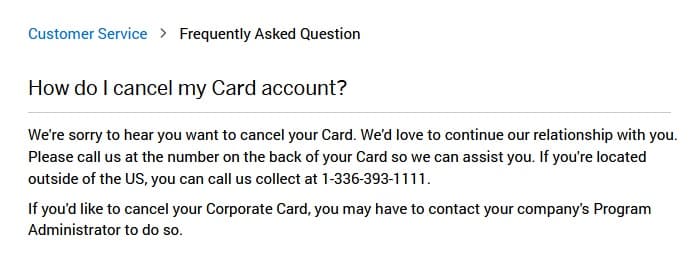 Customer Service > Frequently Asked Question
How do I cancel my Card account?
We're sorry to hear you want to cancel your Card. We'd love to continue our relationship with you.
Please call us at the number on the back of your Card so we can assist you. If you're located
outside of the US, you can call us collect at 1-336-393-1111.
If you'd like to cancel your Corporate Card, you may have to contact your company's Program
Administrator to do so.